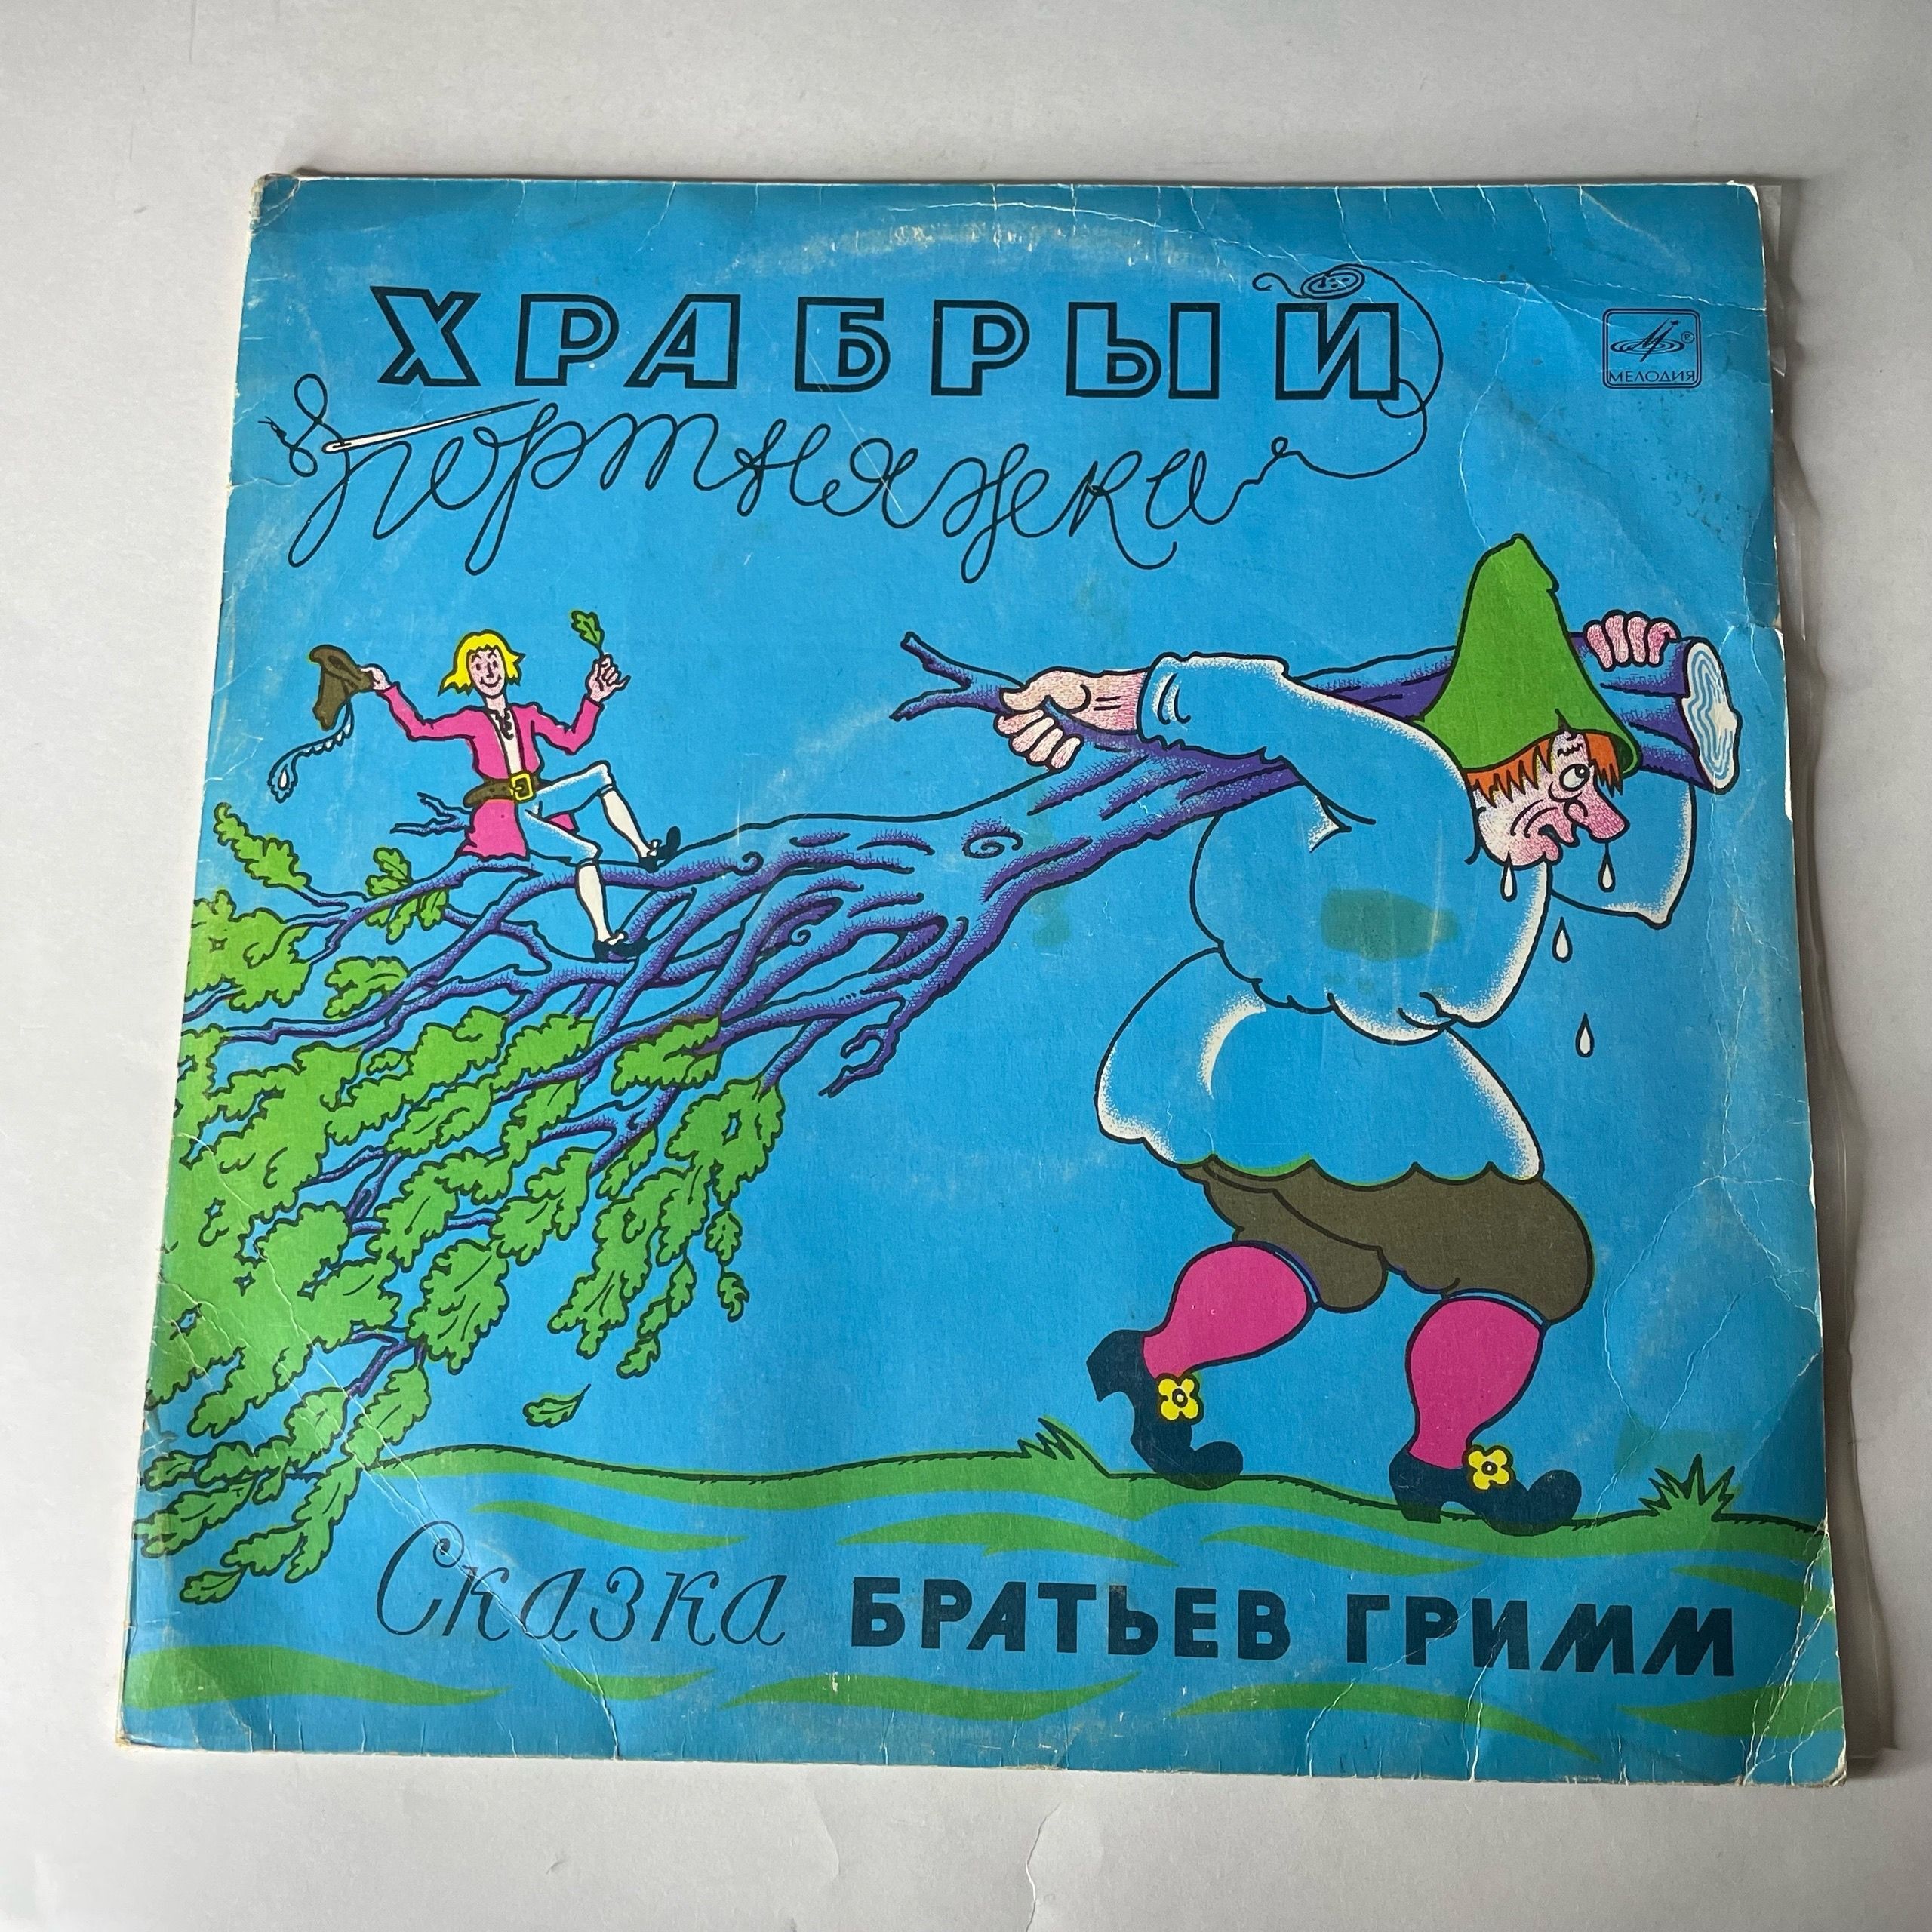 ХРАБРЫЙ
портняжка
МЕЛОДИЯ
Сказка БРАТЬЕВ ГРИММ